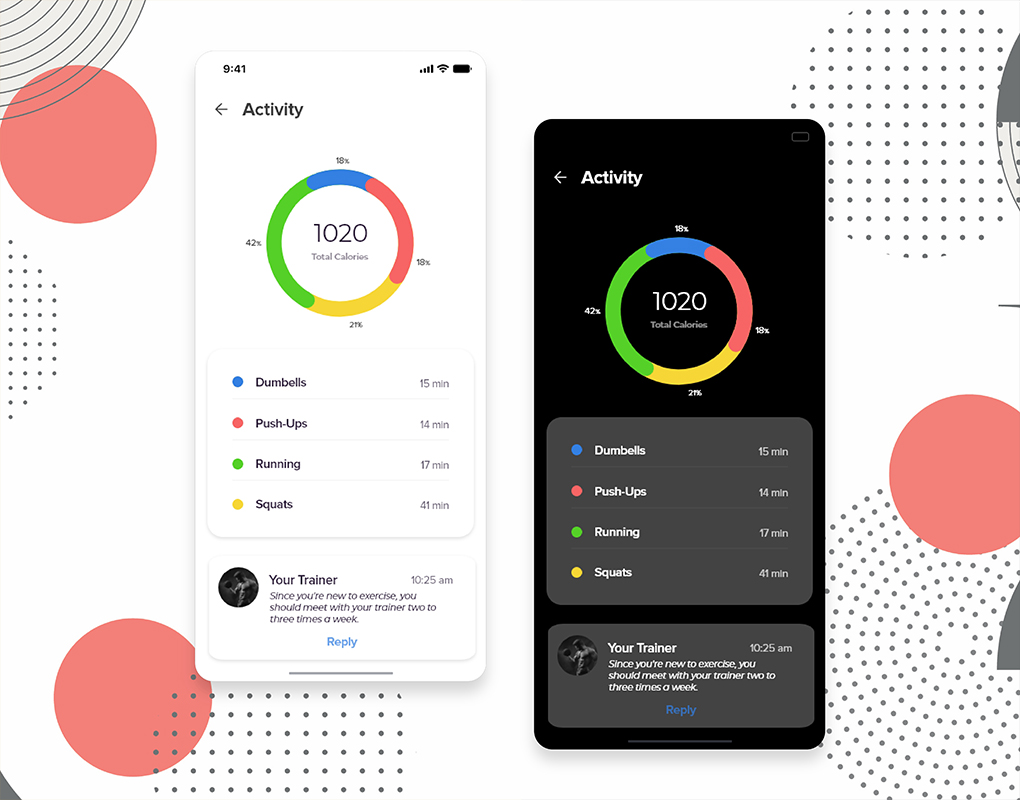 9:41
Activity
18%
42%
1020
Total Calories
18%
21%
Dumbells 15 min
Push-Ups 14 min
Running 17 min
Squats 41 min
Your Trainer 10:25 am
Since you're new to exercise, you
should meet with your trainer two to
three times a week.
Reply
Activity
18%
42%
1020
Total Calories
18%
21%
Dumbells 15 min
Push-Ups 14 min
Running 17 min
Squats 41 min
Your Trainer 10:25 am
Since you're new to exercise, you
should meet with your trainer two to
three times a week.
Reply